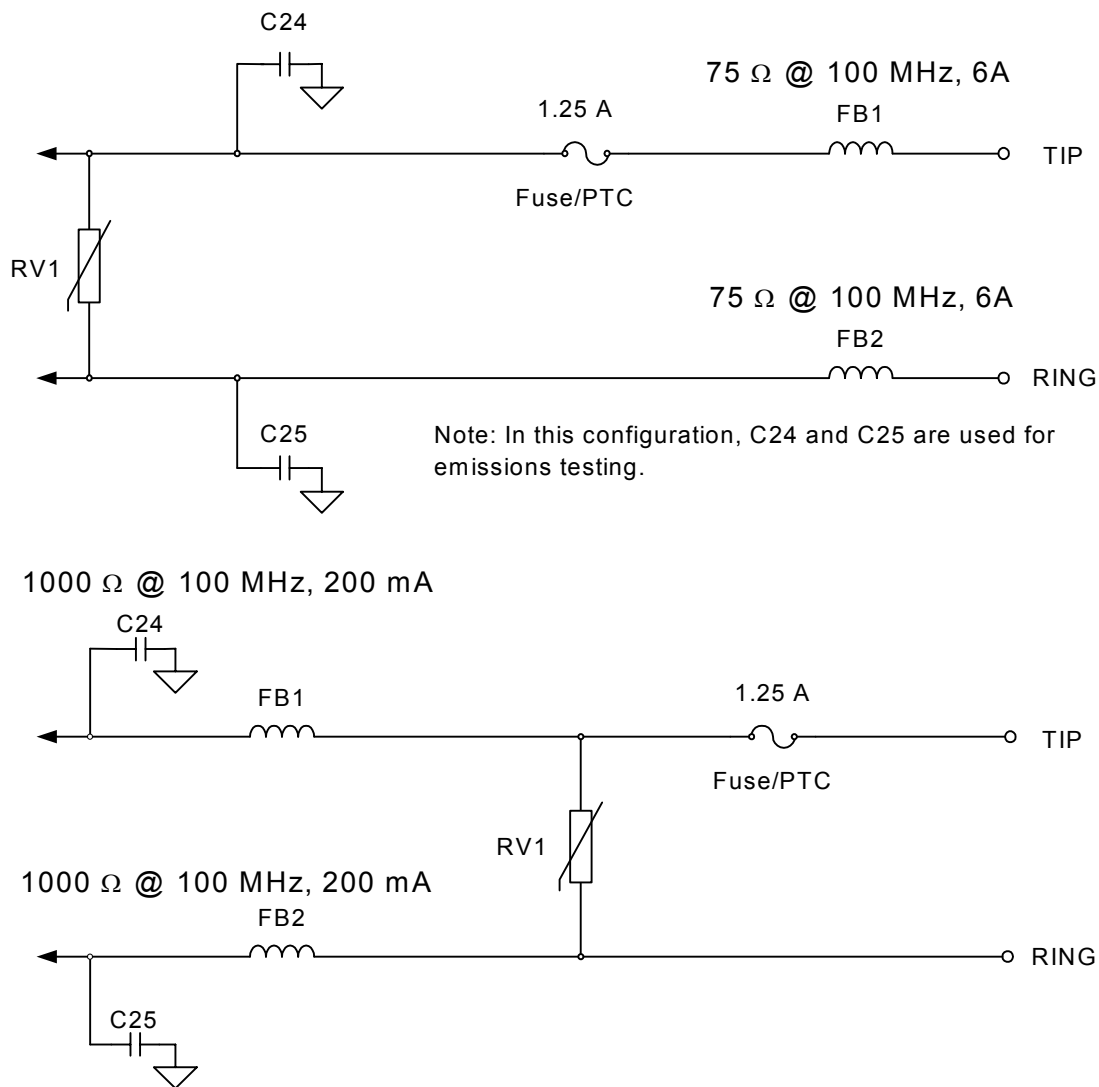 C24
75 Ω @ 100 MHz, 6A
1.25 A
FB1
TIP
Fuse/PTC
RV1
75 Ω @ 100 MHz, 6A
FB2
RING
C25
Note: In this configuration, C24 and C25 are used for
emissions testing.
1000 Ω @ 100 MHz, 200 mA
C24
FB1
1.25 A
TIP
Fuse/PTC
RV1
1000 Ω @ 100 MHz, 200 mA
FB2
RING
C25